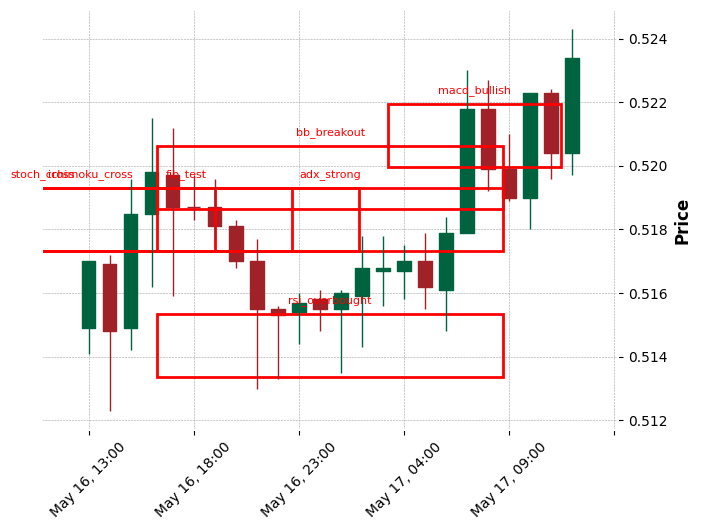 0.524
macd_bullish
0.522
bb_breakout
0.520
stoch_cross
ichimoku_cross
fib_test
adx_strong
0.518
Price
0.516
rsi_overbought
0.514
0.512
May 16, 13:00
May 16, 18:00
May 16, 23:00
May 17, 04:00
May 17, 09:00